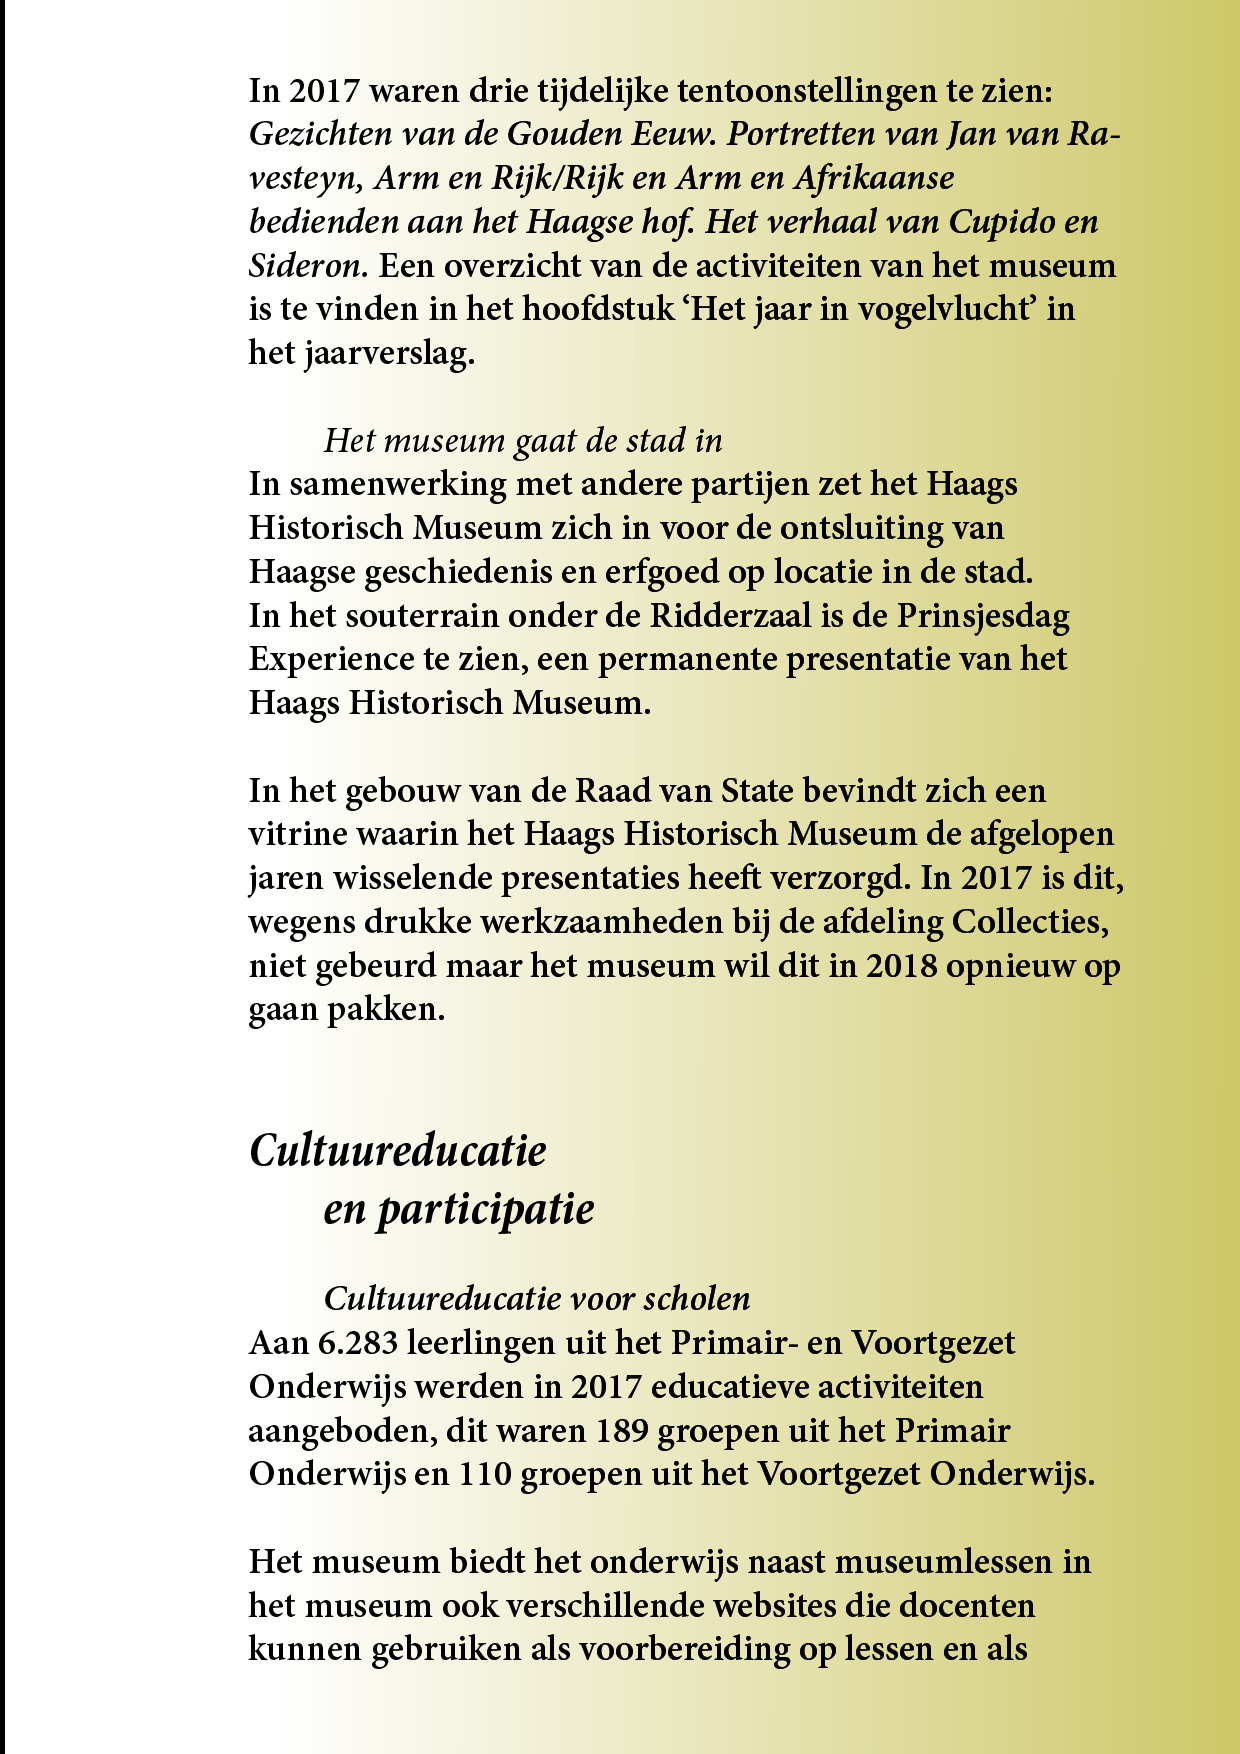 In 2017 waren drie tijdelijke tentoonstellingen te zien:
Gezichten van de Gouden Eeuw. Portretten van Jan van Ra-
vesteyn, Arm en Rijk/Rijk en Arm en Afrikaanse
bedienden aan het Haagse hof. Het verhaal van Cupido en
Sideron. Een overzicht van de activiteiten van het museum
is te vinden in het hoofdstuk ‘Het jaar in vogelvlucht’ in
het jaarverslag.
Het museum gaat de stad in
In samenwerking met andere partijen zet het Haags
Historisch Museum zich in voor de ontsluiting van
Haagse geschiedenis en erfgoed op locatie in de stad.
In het souterrain onder de Ridderzaal is de Prinsjesdag
Experience te zien, een permanente presentatie van het
Haags Historisch Museum.
In het gebouw van de Raad van State bevindt zich een
vitrine waarin het Haags Historisch Museum de afgelopen
jaren wisselende presentaties heeft verzorgd. In 2017 is dit,
wegens drukke werkzaamheden bij de afdeling Collecties,
niet gebeurd maar het museum wil dit in 2018 opnieuw op
gaan pakken.
Cultuureducatie
en participatie
Cultuureducatie voor scholen
Aan 6.283 leerlingen uit het Primair- en Voortgezet
Onderwijs werden in 2017 educatieve activiteiten
aangeboden, dit waren 189 groepen uit het Primair
Onderwijs en 110 groepen uit het Voortgezet Onderwijs.
Het museum biedt het onderwijs naast museumlessen in
het museum ook verschillende websites die docenten
kunnen gebruiken als voorbereiding op lessen en als